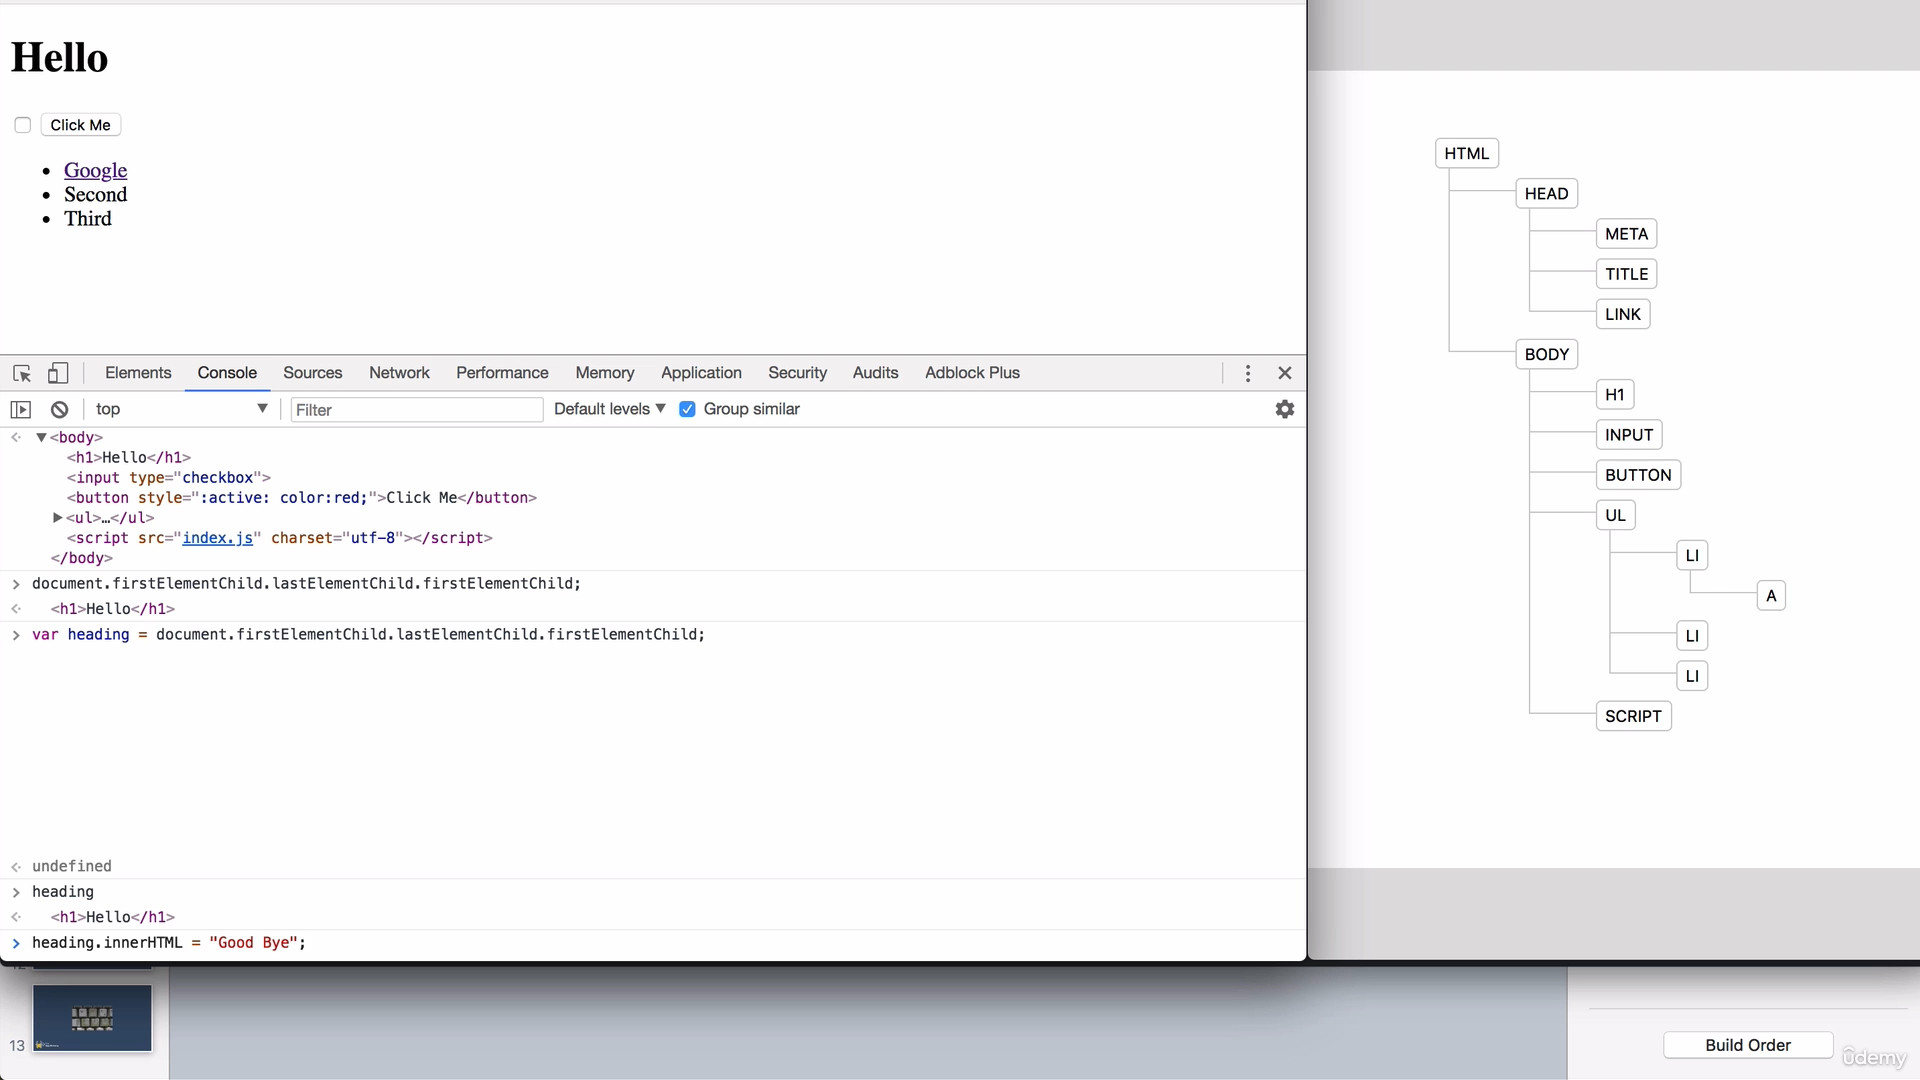 Hello
Click Me
• Google
• Second
• Third
Elements Console Sources Network Performance Memory Application Security Audits Adblock Plus
top Filter Default levels Group similar
<body>
<h1>Hello</h1>
<input type="checkbox">
<button style=":active: color:red;">Click Me</button>
<ul>…</ul>
<script src="index.js" charset="utf-8"></script>
</body>
> document.firstElementChild.lastElementChild.firstElementChild;
<h1>Hello</h1>
> var heading = document.firstElementChild.lastElementChild.firstElementChild;
undefined
> heading
<h1>Hello</h1>
> heading.innerHTML = "Good Bye";
HTML
HEAD
META
TITLE
LINK
BODY
H1
INPUT
BUTTON
UL
LI
A
LI
LI
SCRIPT
13
Build Order
ûdemy